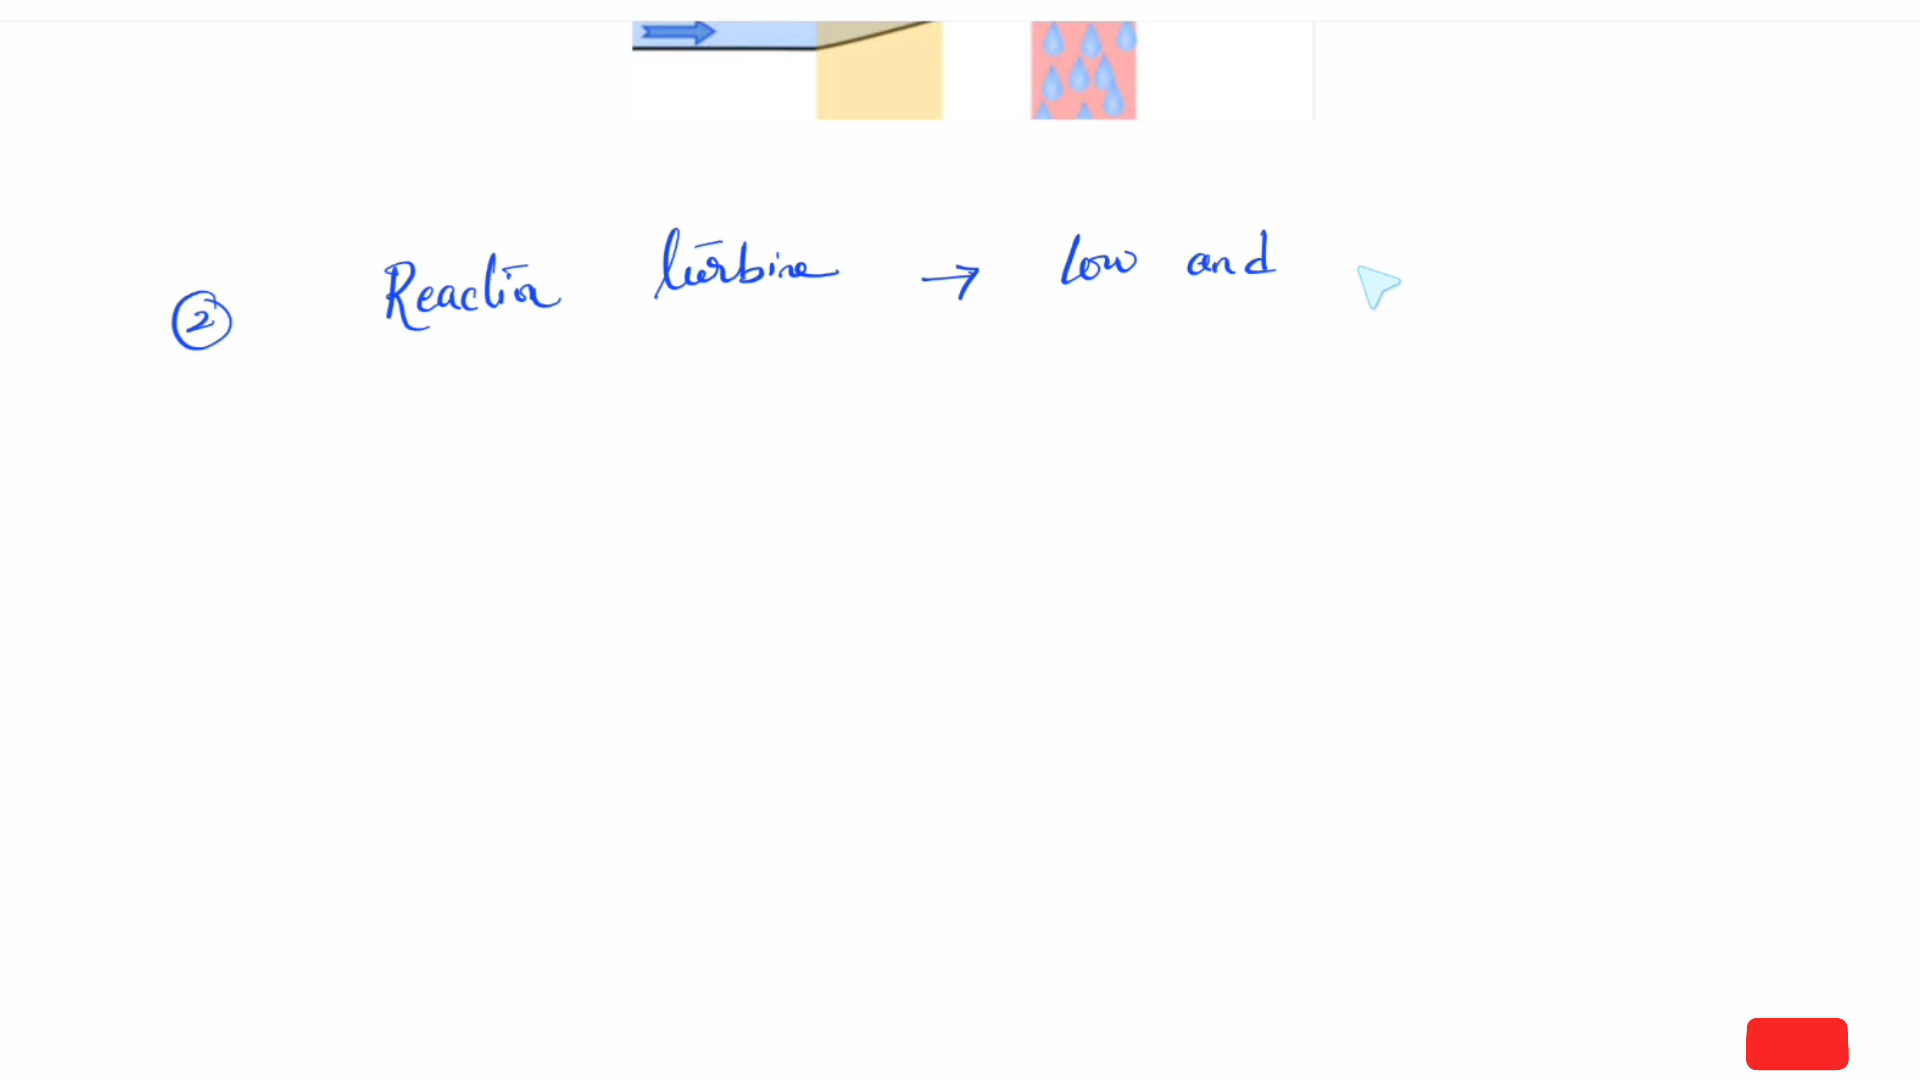 ② Reaction turbine → Low and